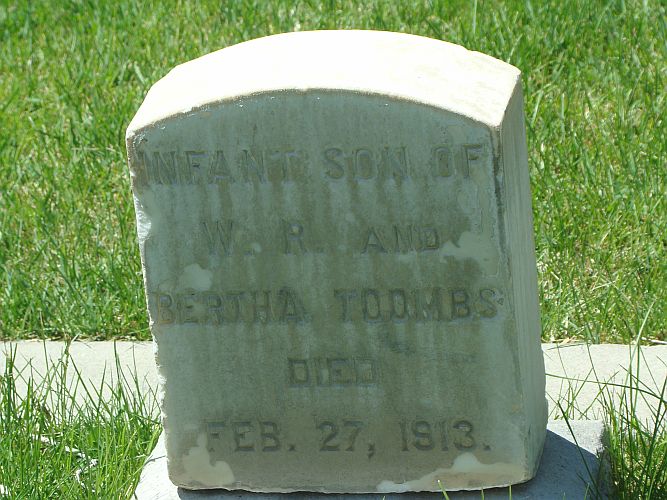 INFANT SON OF
W. R. AND
BERTHA TOOMBS
DIED
FEB. 27, 1913.